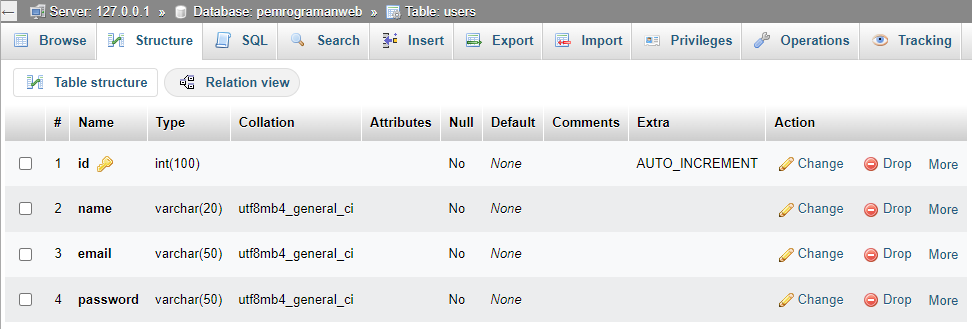 Server: 127.0.0.1 » Database: pemrogramanweb » Table: users
Browse Structure SQL Search Insert Export Import Privileges Operations Tracking
Table structure Relation view
# Name Type Collation Attributes Null Default Comments Extra Action
1 id int(100) No None AUTO_INCREMENT Change Drop More
2 name varchar(20) utf8mb4_general_ci No None Change Drop More
3 email varchar(50) utf8mb4_general_ci No None Change Drop More
4 password varchar(50) utf8mb4_general_ci No None Change Drop More